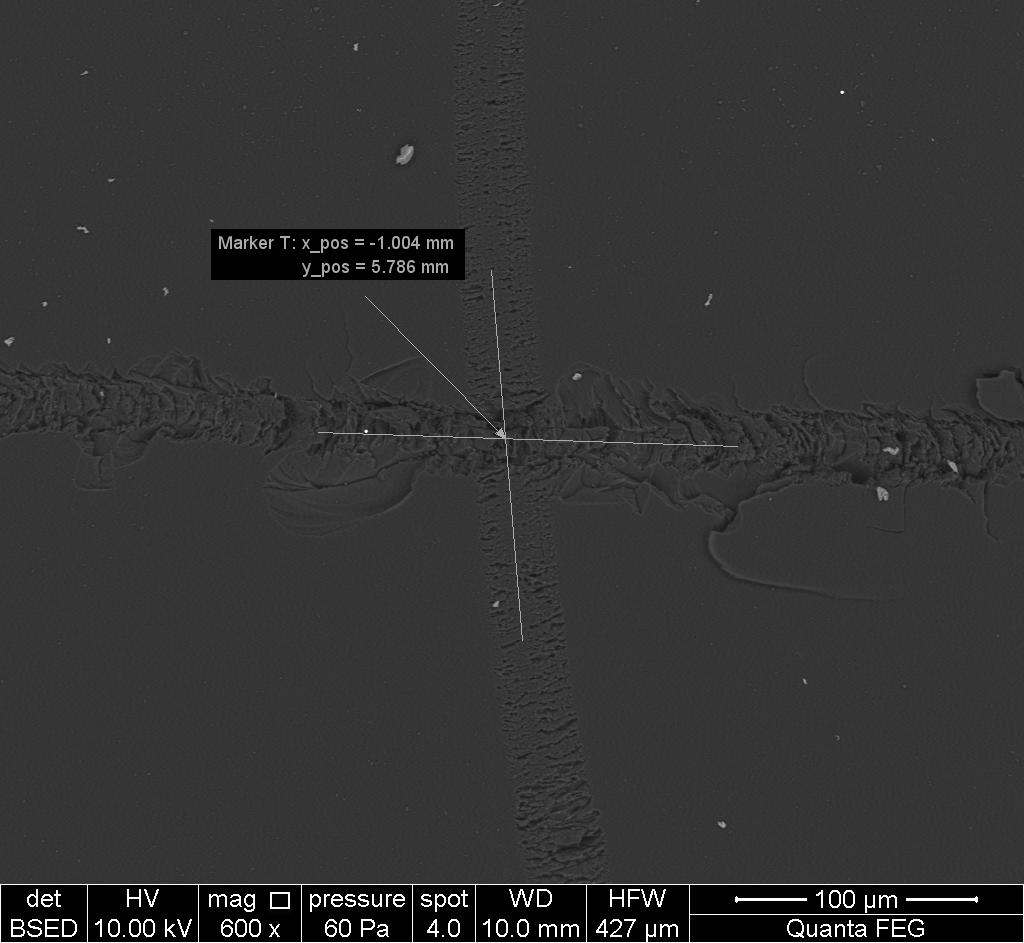 Marker T: x_pos = -1.004 mm
y_pos = 5.786 mm
det HV mag pressure spot WD HFW 100 µm
BSED 10.00 kV 600 x 60 Pa 4.0 10.0 mm 427 µm Quanta FEG